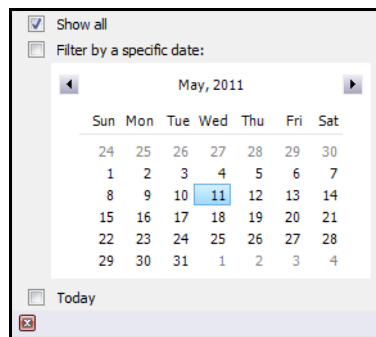 Show all
Filter by a specific date:
May, 2011
Sun Mon Tue Wed Thu Fri Sat
24 25 26 27 28 29 30
1 2 3 4 5 6 7
8 9 10 11 12 13 14
15 16 17 18 19 20 21
22 23 24 25 26 27 28
29 30 31 1 2 3 4
Today